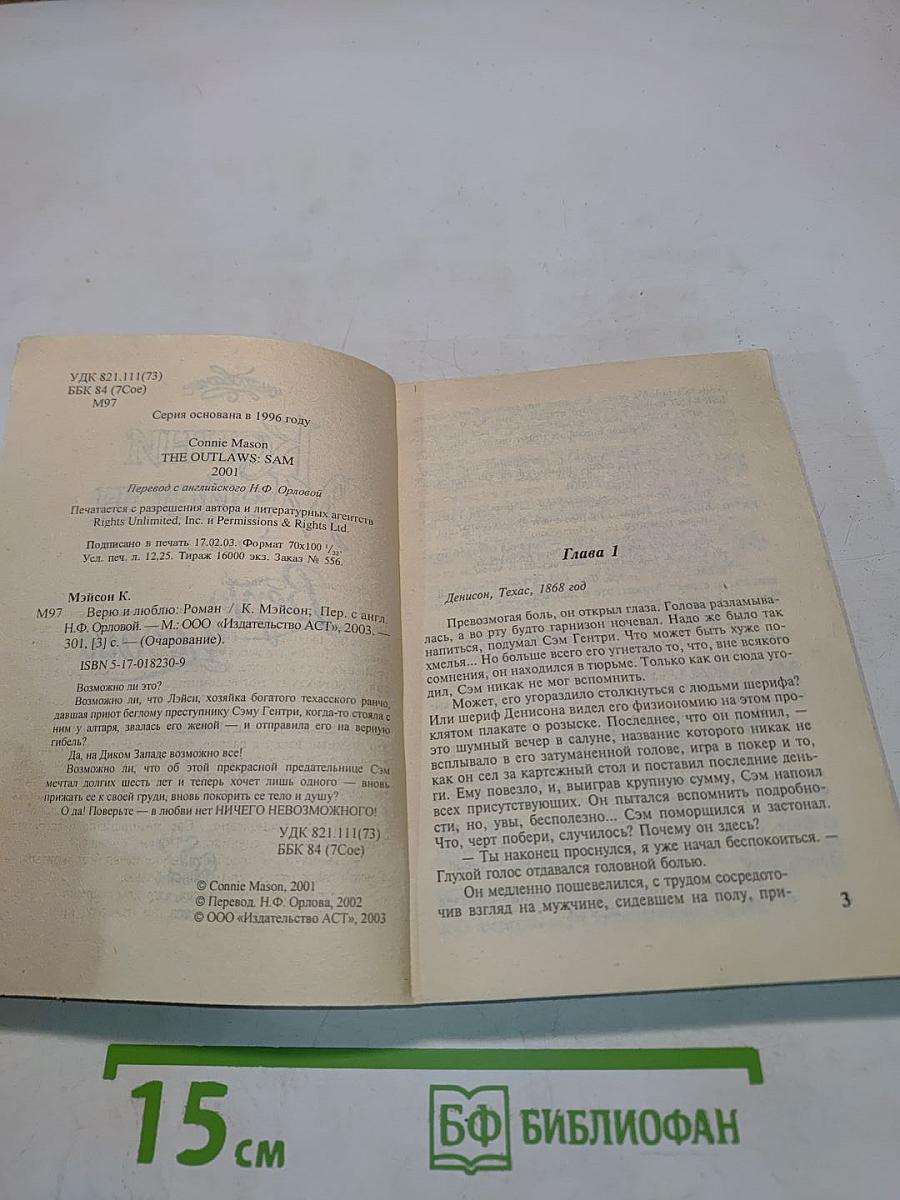 УДК 821.111(73)
ББК 84 (7Сое)
М97
Серия основана в 1996 году
Connie Mason
THE OUTLAWS: SAM
2001
Перевод с английского Н.Ф. Орловой
Печатается с разрешения автора и литературных агентств
Rights Unlimited, Inc. и Permissions & Rights Ltd.
Подписано в печать 17.02.03. Формат 70x100 1/32.
Усл. печ. л. 12,25. Тираж 16000 экз. Заказ № 556.
Мэйсон К.
М97 Верю и люблю: Роман / К. Мэйсон; Пер. с англ.
Н.Ф. Орловой. — М.: ООО «Издательство АСТ», 2003. —
301, [3] с. — (Очарование).
ISBN 5-17-018230-9
Возможно ли это?
Возможно ли, что Лэйси, хозяйка богатого техасского ранчо,
давшая приют беглому преступнику Сэму Гентри, когда-то стояла с
ним у алтаря, звалась его женой — и отправила его на верную
гибель?
Да, на Диком Западе возможно все!
Возможно ли, что об этой прекрасной предательнице Сэм
мечтал долгих шесть лет и теперь хочет лишь одного — вновь
прижать ее к своей груди, вновь покорить ее тело и душу?
О да! Поверьте — в любви нет НИЧЕГО НЕВОЗМОЖНОГО!
УДК 821.111(73)
ББК 84 (7Сое)
© Connie Mason, 2001
© Перевод. Н.Ф. Орлова, 2002
© ООО «Издательство АСТ», 2003
Глава 1
Денисон, Техас, 1868 год
Превозмогая боль, он открыл глаза. Голова разламыва-
лась, а во рту будто гарнизон ночевал. Надо же было так
напиться, подумал Сэм Гентри. Что может быть хуже по-
хмелья... Но больше всего его угнетало то, что, вне всякого
сомнения, он находился в тюрьме. Только как он сюда уго-
дил, Сэм никак не мог вспомнить.
Может, его угораздило столкнуться с людьми шерифа?
Или шериф Денисона видел его физиономию на этом про-
клятом плакате о розыске. Последнее, что он помнил, —
это шумный вечер в салуне, название которого никак не
всплывало в его затуманенной голове, игра в покер и то,
как он сел за картежный стол и поставил последние день-
ги. Ему повезло, и, выиграв крупную сумму, Сэм напоил
всех присутствующих. Он пытался вспомнить подробно-
сти, но, увы, бесполезно... Сэм поморщился и застонал.
Что, черт побери, случилось? Почему он здесь?
— Ты наконец проснулся, я уже начал беспокоиться. —
Глухой голос отдавался головной болью.
Он медленно пошевелился, с трудом сосредото-
чив взгляд на мужчине, сидевшем на полу, при-
3
15 см
БФ БИБЛИОФАН